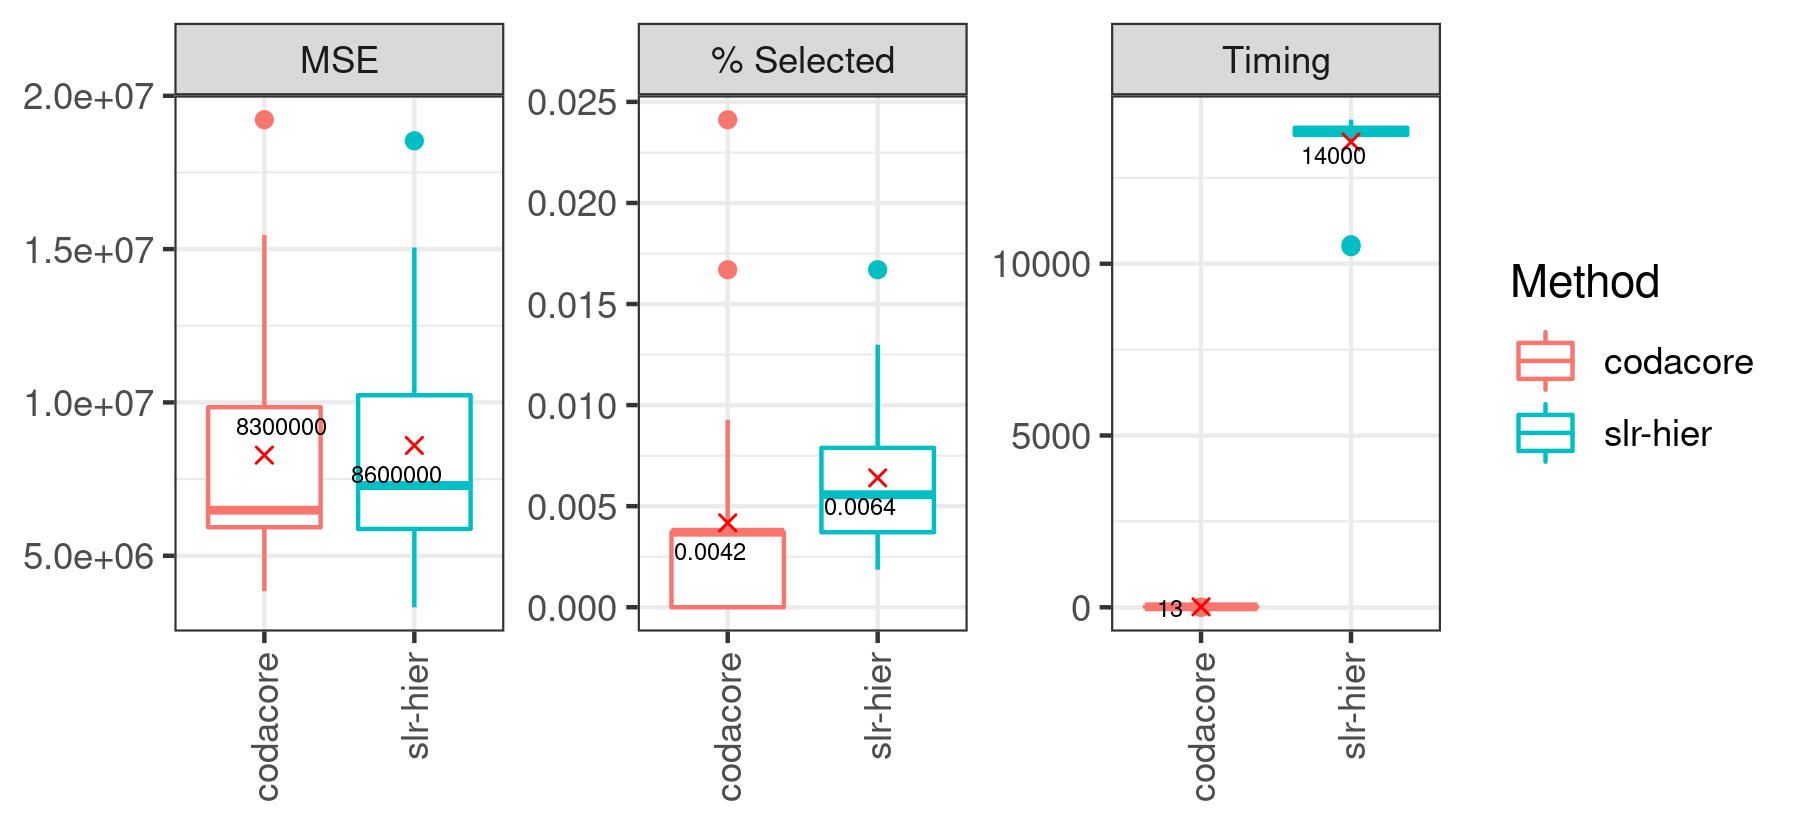 MSE
% Selected
Timing
2.0e+07
1.5e+07
1.0e+07
5.0e+06
8300000
8600000
codacore
slr-hier
0.025
0.020
0.015
0.010
0.005
0.000
0.0042
0.0064
codacore
slr-hier
10000
5000
0
14000
13
codacore
slr-hier
Method
codacore
slr-hier